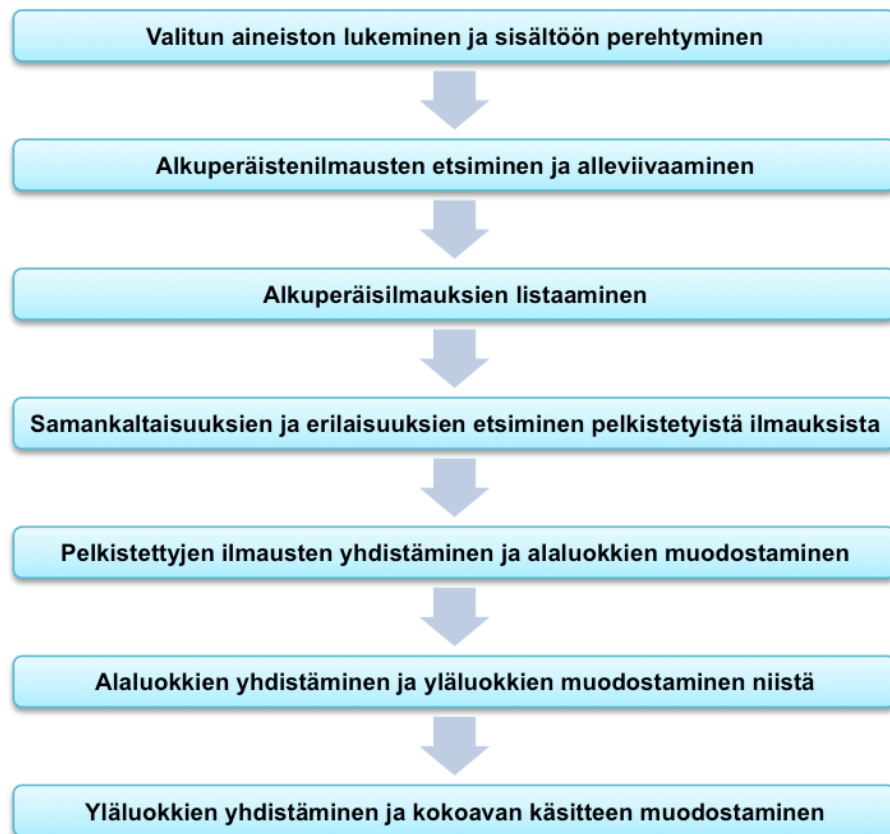 Valitun aineiston lukeminen ja sisältöön perehtyminen
Alkuperäistenilmausten etsiminen ja alleviivaaminen
Alkuperäisilmauksien listaaminen
Samankaltaisuuksien ja erilaisuuksien etsiminen pelkistetyistä ilmauksista
Pelkistettyjen ilmausten yhdistäminen ja alaluokkien muodostaminen
Alaluokkien yhdistäminen ja yläluokkien muodostaminen niistä
Yläluokkien yhdistäminen ja kokoavan käsitteen muodostaminen